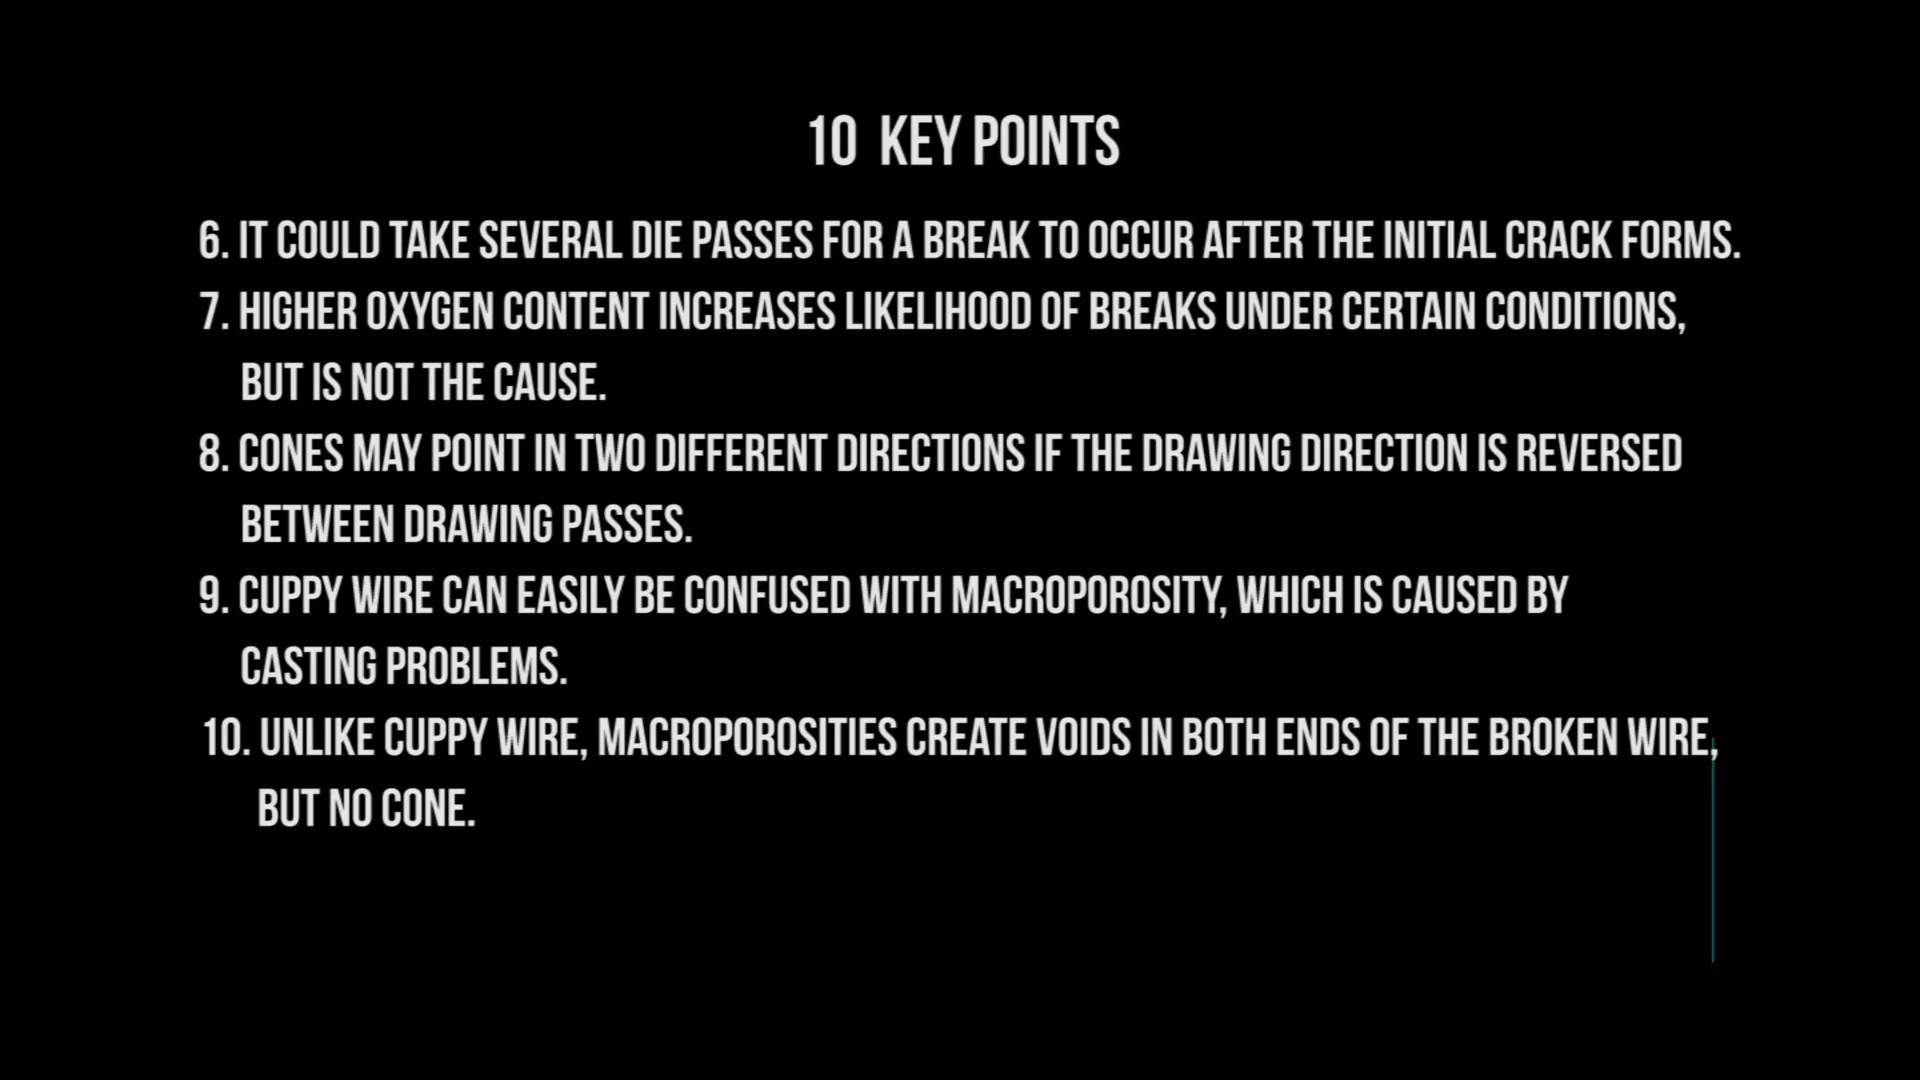 10 KEY POINTS
6. IT COULD TAKE SEVERAL DIE PASSES FOR A BREAK TO OCCUR AFTER THE INITIAL CRACK FORMS.
7. HIGHER OXYGEN CONTENT INCREASES LIKELIHOOD OF BREAKS UNDER CERTAIN CONDITIONS,
BUT IS NOT THE CAUSE.
8. CONES MAY POINT IN TWO DIFFERENT DIRECTIONS IF THE DRAWING DIRECTION IS REVERSED
BETWEEN DRAWING PASSES.
9. CUPPY WIRE CAN EASILY BE CONFUSED WITH MACROPOROSITY, WHICH IS CAUSED BY
CASTING PROBLEMS.
10. UNLIKE CUPPY WIRE, MACROPOROSITIES CREATE VOIDS IN BOTH ENDS OF THE BROKEN WIRE,
BUT NO CONE.